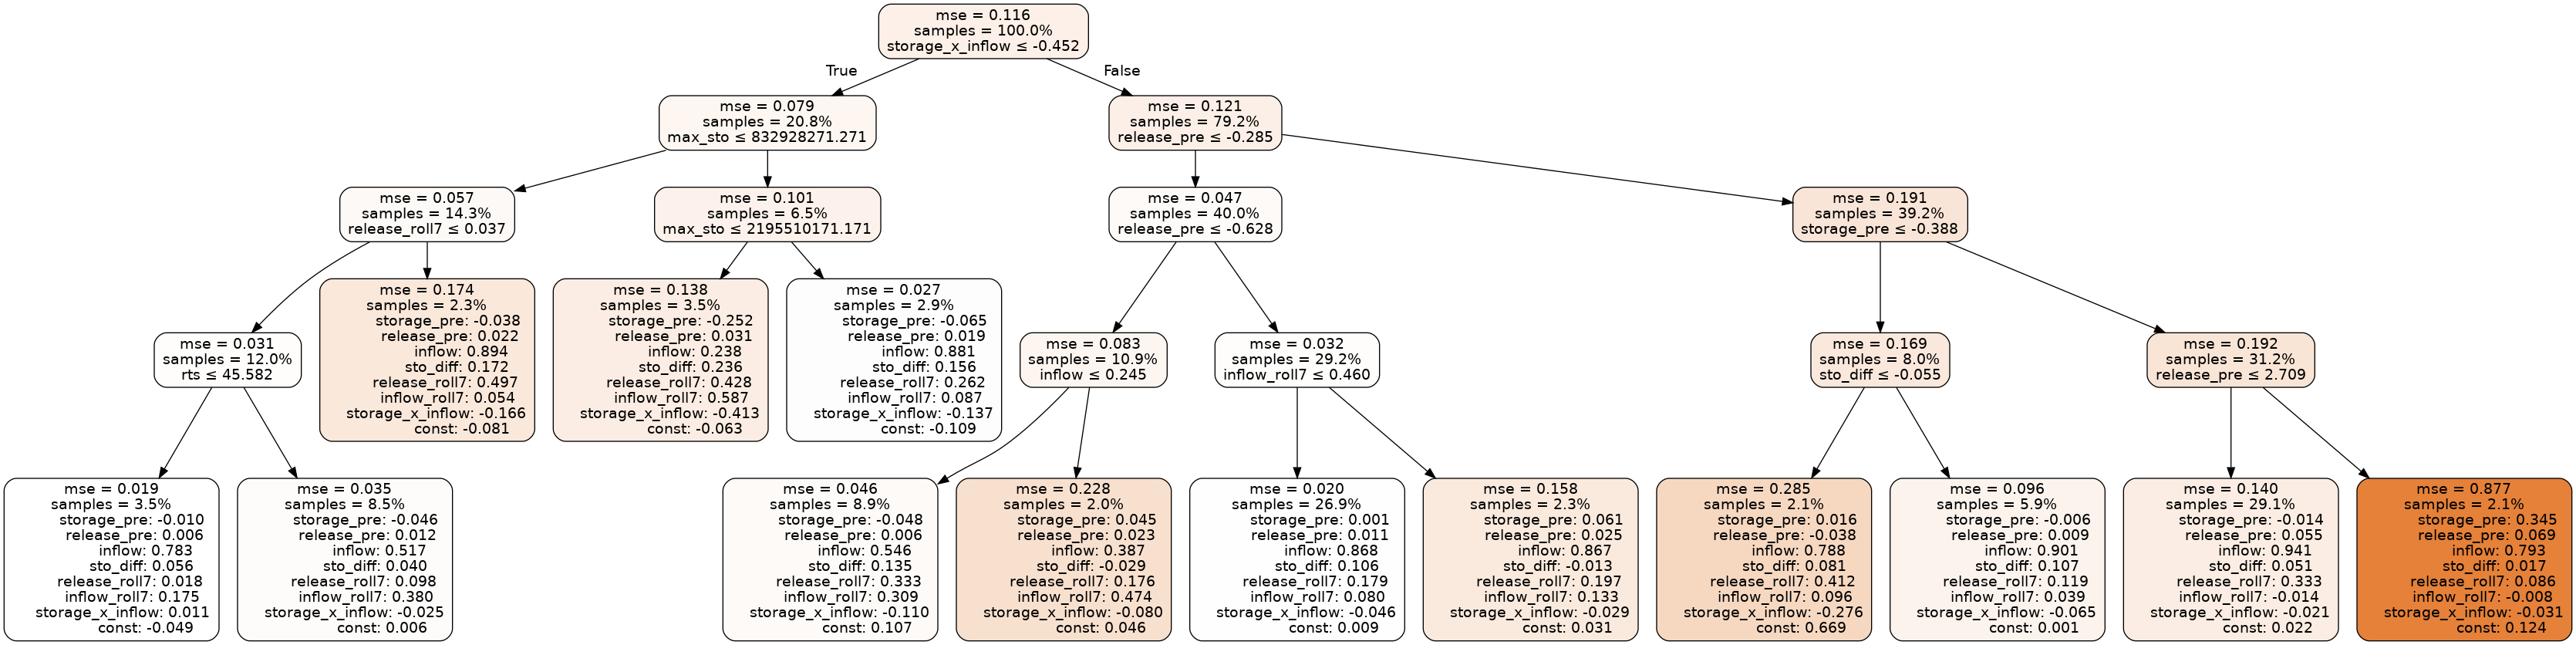 mse = 0.116
samples = 100.0%
storage_x_inflow ≤ -0.452
True
False
mse = 0.079
samples = 20.8%
max_sto ≤ 832928271.271
mse = 0.121
samples = 79.2%
release_pre ≤ -0.285
mse = 0.057
samples = 14.3%
release_roll7 ≤ 0.037
mse = 0.101
samples = 6.5%
max_sto ≤ 2195510171.171
mse = 0.047
samples = 40.0%
release_pre ≤ -0.628
mse = 0.191
samples = 39.2%
storage_pre ≤ -0.388
mse = 0.031
samples = 12.0%
rts ≤ 45.582
mse = 0.174
samples = 2.3%
storage_pre: -0.038
release_pre: 0.022
inflow: 0.894
sto_diff: 0.172
release_roll7: 0.497
inflow_roll7: 0.054
storage_x_inflow: -0.166
const: -0.081
mse = 0.138
samples = 3.5%
storage_pre: -0.252
release_pre: 0.031
inflow: 0.238
sto_diff: 0.236
release_roll7: 0.428
inflow_roll7: 0.587
storage_x_inflow: -0.413
const: -0.063
mse = 0.027
samples = 2.9%
storage_pre: -0.065
release_pre: 0.019
inflow: 0.881
sto_diff: 0.156
release_roll7: 0.262
inflow_roll7: 0.087
storage_x_inflow: -0.137
const: -0.109
mse = 0.083
samples = 10.9%
inflow ≤ 0.245
mse = 0.032
samples = 29.2%
inflow_roll7 ≤ 0.460
mse = 0.169
samples = 8.0%
sto_diff ≤ -0.055
mse = 0.192
samples = 31.2%
release_pre ≤ 2.709
mse = 0.019
samples = 3.5%
storage_pre: -0.010
release_pre: 0.006
inflow: 0.783
sto_diff: 0.056
release_roll7: 0.018
inflow_roll7: 0.175
storage_x_inflow: 0.011
const: -0.049
mse = 0.035
samples = 8.5%
storage_pre: -0.046
release_pre: 0.012
inflow: 0.517
sto_diff: 0.040
release_roll7: 0.098
inflow_roll7: 0.380
storage_x_inflow: -0.025
const: 0.006
mse = 0.046
samples = 8.9%
storage_pre: -0.048
release_pre: 0.006
inflow: 0.546
sto_diff: 0.135
release_roll7: 0.333
inflow_roll7: 0.309
storage_x_inflow: -0.110
const: 0.107
mse = 0.228
samples = 2.0%
storage_pre: 0.045
release_pre: 0.023
inflow: 0.387
sto_diff: -0.029
release_roll7: 0.176
inflow_roll7: 0.474
storage_x_inflow: -0.080
const: 0.046
mse = 0.020
samples = 26.9%
storage_pre: 0.001
release_pre: 0.011
inflow: 0.868
sto_diff: 0.106
release_roll7: 0.179
inflow_roll7: 0.080
storage_x_inflow: -0.046
const: 0.009
mse = 0.158
samples = 2.3%
storage_pre: 0.061
release_pre: 0.025
inflow: 0.867
sto_diff: -0.013
release_roll7: 0.197
inflow_roll7: 0.133
storage_x_inflow: -0.029
const: 0.031
mse = 0.285
samples = 2.1%
storage_pre: 0.016
release_pre: -0.038
inflow: 0.788
sto_diff: 0.081
release_roll7: 0.412
inflow_roll7: 0.096
storage_x_inflow: -0.276
const: 0.669
mse = 0.096
samples = 5.9%
storage_pre: -0.006
release_pre: 0.009
inflow: 0.901
sto_diff: 0.107
release_roll7: 0.119
inflow_roll7: 0.039
storage_x_inflow: -0.065
const: 0.001
mse = 0.140
samples = 29.1%
storage_pre: -0.014
release_pre: 0.055
inflow: 0.941
sto_diff: 0.051
release_roll7: 0.333
inflow_roll7: -0.014
storage_x_inflow: -0.021
const: 0.022
mse = 0.877
samples = 2.1%
storage_pre: 0.345
release_pre: 0.069
inflow: 0.793
sto_diff: 0.017
release_roll7: 0.086
inflow_roll7: -0.008
storage_x_inflow: -0.031
const: 0.124